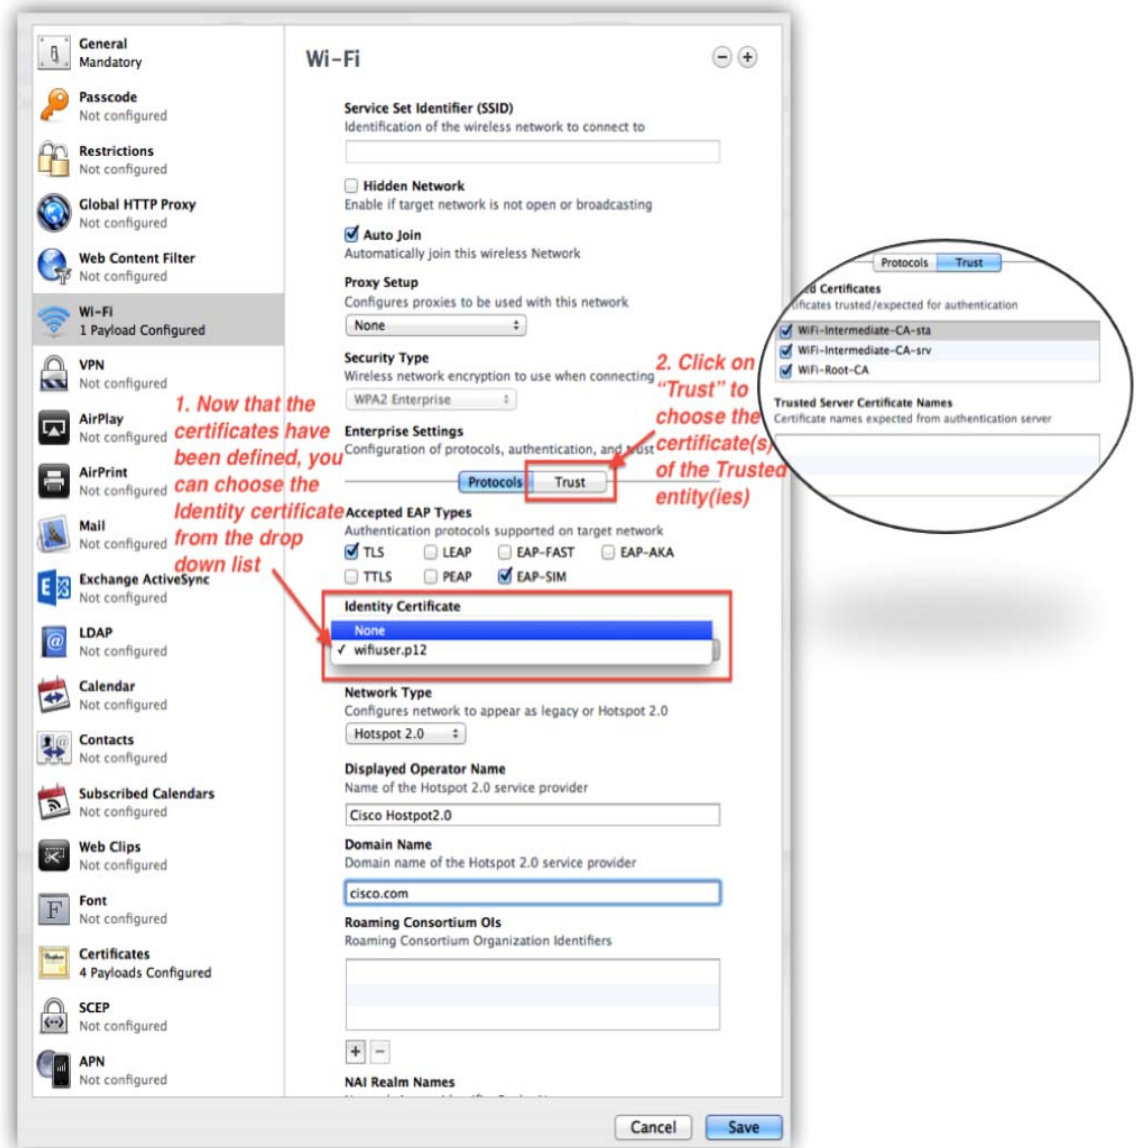 General
Mandatory
Passcode
Not configured
Restrictions
Not configured
Global HTTP Proxy
Not configured
Web Content Filter
Not configured
Wi-Fi
1 Payload Configured
VPN
Not configured
AirPlay
Not configured
AirPrint
Not configured
Mail
Not configured
Exchange ActiveSync
Not configured
LDAP
Not configured
Calendar
Not configured
Contacts
Not configured
Subscribed Calendars
Not configured
Web Clips
Not configured
Font
Not configured
Certificates
4 Payloads Configured
SCEP
Not configured
APN
Not configured
Wi-Fi
Service Set Identifier (SSID)
Identification of the wireless network to connect to
Hidden Network
Enable if target network is not open or broadcasting
Auto Join
Automatically join this wireless Network
Proxy Setup
Configures proxies to be used with this network
None
Security Type
Wireless network encryption to use when connecting
WPA2 Enterprise
Enterprise Settings
Configuration of protocols, authentication, and trust
Protocols Trust
Accepted EAP Types
Authentication protocols supported on target network
TLS LEAP EAP-FAST EAP-AKA
TTLS PEAP EAP-SIM
Identity Certificate
None
✓ wifiuser.p12
Network Type
Configures network to appear as legacy or Hotspot 2.0
Hotspot 2.0
Displayed Operator Name
Name of the Hotspot 2.0 service provider
Cisco Hostpot2.0
Domain Name
Domain name of the Hotspot 2.0 service provider
cisco.com
Roaming Consortium OIs
Roaming Consortium Organization Identifiers
+ −
NAI Realm Names
Cancel Save
1. Now that the
certificates have
been defined, you
can choose the
Identity certificate
from the drop
down list
2. Click on
“Trust” to
choose the
certificate(s)
of the Trusted
entity(ies)
Protocols Trust
Certificates
trusted/expected for authentication
WiFi-Intermediate-CA-sta
WiFi-Intermediate-CA-srv
WiFi-Root-CA
Trusted Server Certificate Names
Certificate names expected from authentication server